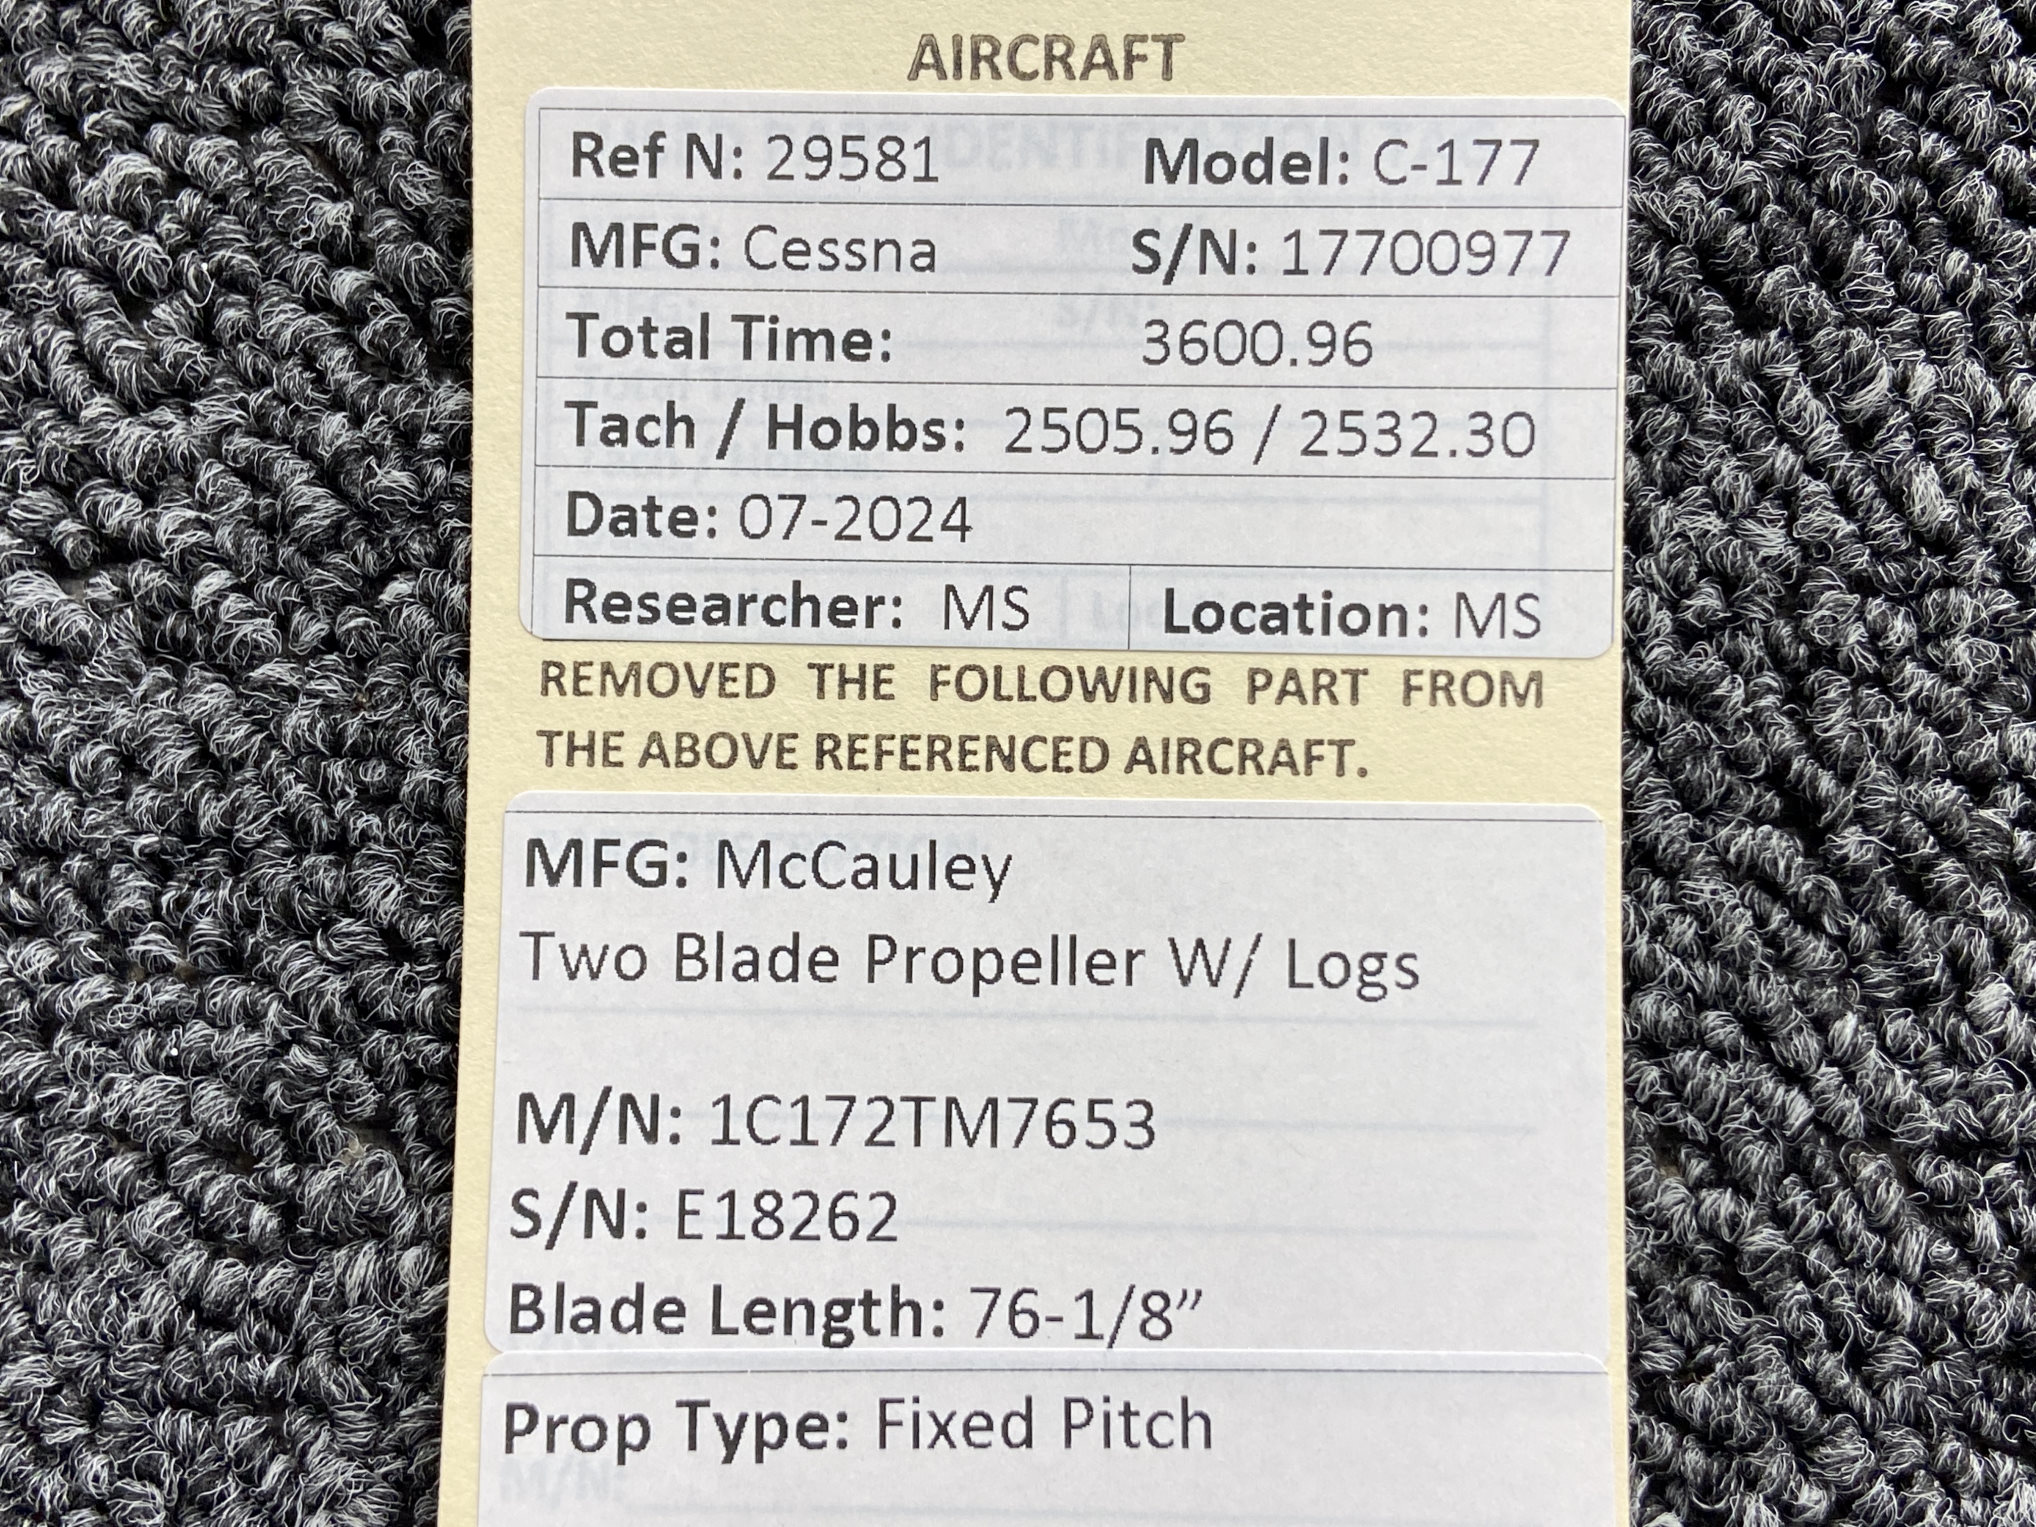 AIRCRAFT
Ref N: 29581 Model: C-177
MFG: Cessna S/N: 17700977
Total Time: 3600.96
Tach / Hobbs: 2505.96 / 2532.30
Date: 07-2024
Researcher: MS Location: MS
REMOVED THE FOLLOWING PART FROM
THE ABOVE REFERENCED AIRCRAFT.
MFG: McCauley
Two Blade Propeller W/ Logs
M/N: 1C172TM7653
S/N: E18262
Blade Length: 76-1/8”
Prop Type: Fixed Pitch
M/N: